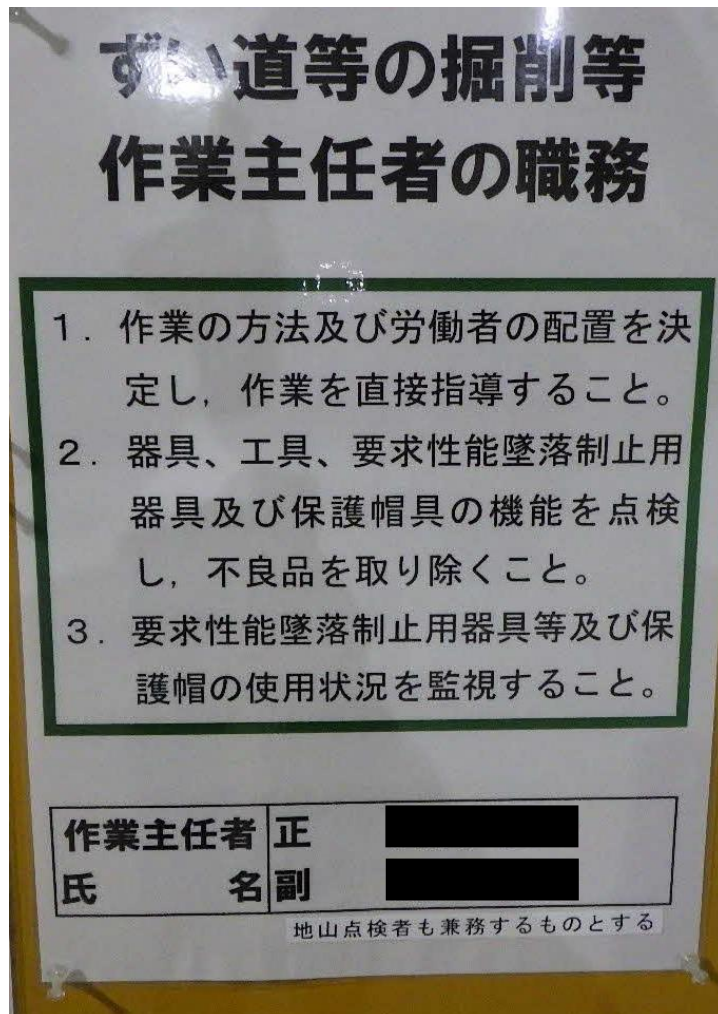 ずい道等の掘削等
作業主任者の職務
1. 作業の方法及び労働者の配置を決
定し,作業を直接指導すること。
2. 器具、工具、要求性能墜落制止用
器具及び保護帽具の機能を点検
し,不良品を取り除くこと。
3. 要求性能墜落制止用器具等及び保
護帽の使用状況を監視すること。
作業主任者 正
氏 名 副
地山点検者も兼務するものとする